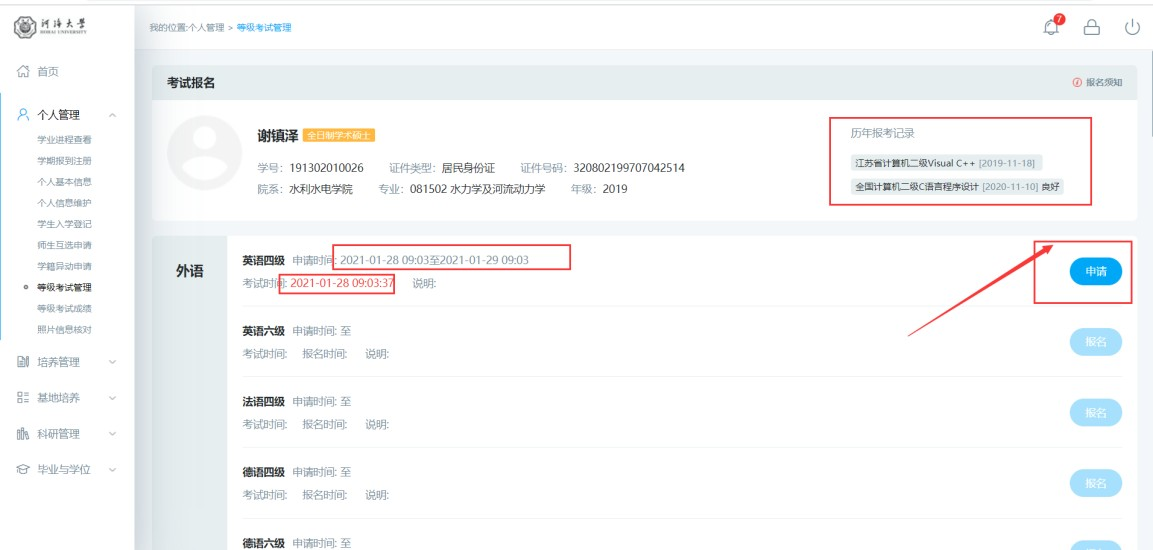 河海大学
HOHAI UNIVERSITY
我的位置:个人管理 > 等级考试管理
7
首页
个人管理
学业进程查看
学期报到注册
个人基本信息
个人信息维护
学生入学登记
师生互选申请
学籍异动申请
等级考试管理
等级考试成绩
照片信息核对
培养管理
基地培养
科研管理
毕业与学位
考试报名
报名须知
谢镇泽 全日制学术硕士
学号: 191302010026 证件类型: 居民身份证 证件号码: 320802199707042514
院系: 水利水电学院 专业: 081502 水力学及河流动力学 年级: 2019
历年报考记录
江苏省计算机二级Visual C++ [2019-11-18]
全国计算机二级C语言程序设计 [2020-11-10] 良好
外语
英语四级 申请时间: 2021-01-28 09:03至2021-01-29 09:03
考试时间: 2021-01-28 09:03:37 说明:
申请
英语六级 申请时间: 至
考试时间: 报名时间: 说明:
报名
法语四级 申请时间: 至
考试时间: 报名时间: 说明:
报名
德语四级 申请时间: 至
考试时间: 报名时间: 说明:
报名
德语六级 申请时间: 至